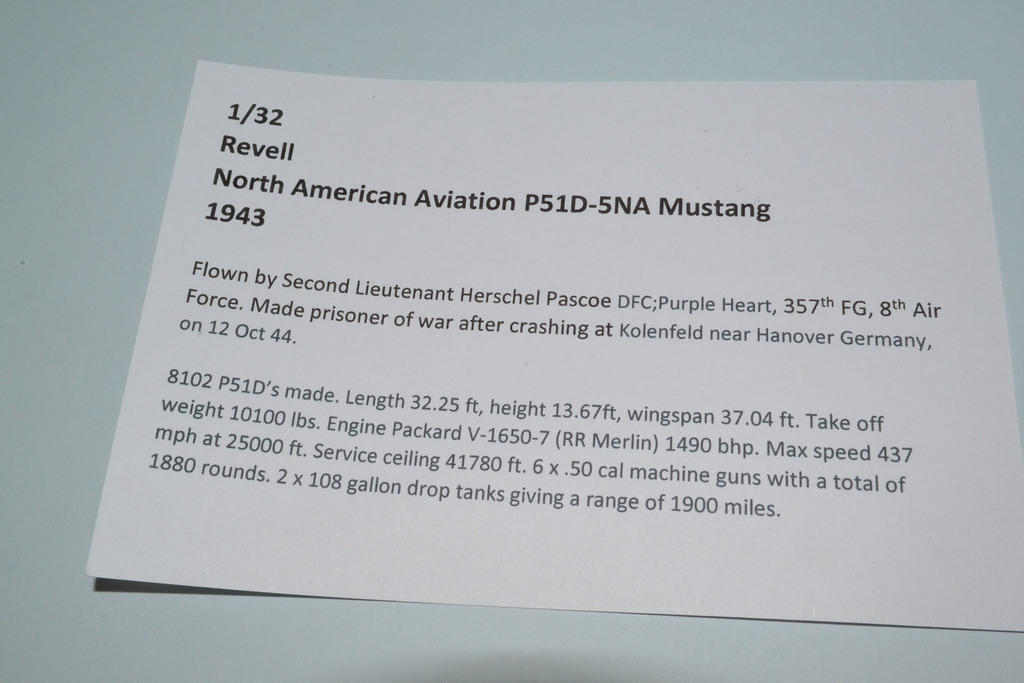 1/32
Revell
North American Aviation P51D-5NA Mustang
1943
Flown by Second Lieutenant Herschel Pascoe DFC;Purple Heart, 357th FG, 8th Air
Force. Made prisoner of war after crashing at Kolenfeld near Hanover Germany,
on 12 Oct 44.
8102 P51D's made. Length 32.25 ft, height 13.67ft, wingspan 37.04 ft. Take off
weight 10100 lbs. Engine Packard V-1650-7 (RR Merlin) 1490 bhp. Max speed 437
mph at 25000 ft. Service ceiling 41780 ft. 6 x .50 cal machine guns with a total of
1880 rounds. 2 x 108 gallon drop tanks giving a range of 1900 miles.